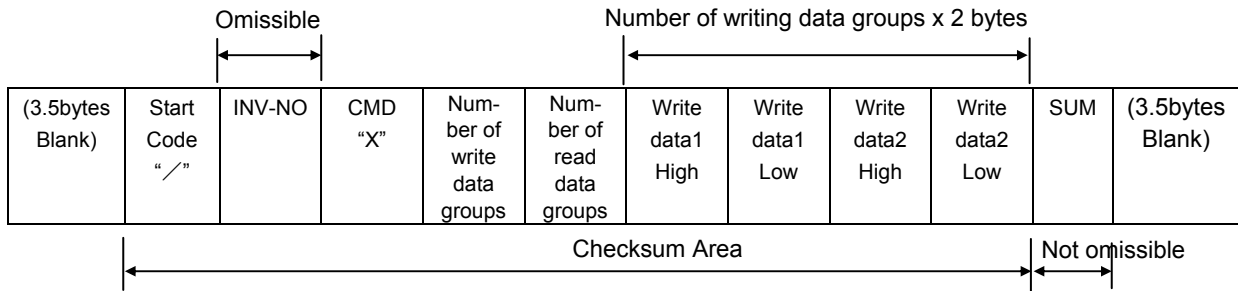 Omissible
Number of writing data groups x 2 bytes
(3.5bytes
Blank)
Start
Code
“／”
INV-NO
CMD
“X”
Num-
ber of
write
data
groups
Num-
ber of
read
data
groups
Write
data1
High
Write
data1
Low
Write
data2
High
Write
data2
Low
SUM
(3.5bytes
Blank)
Checksum Area
Not omissible